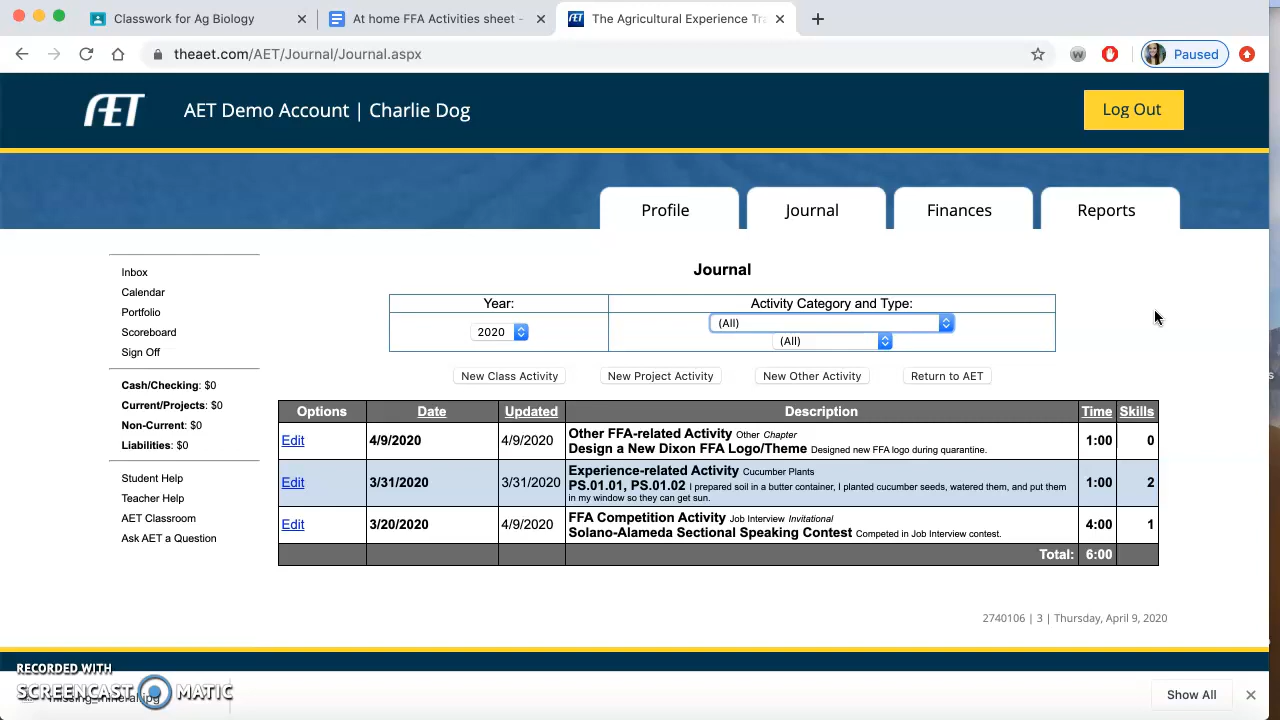 Classwork for Ag Biology
At home FFA Activities sheet -
The Agricultural Experience Tr
theaet.com/AET/Journal/Journal.aspx
Paused
AET
AET Demo Account | Charlie Dog
Log Out
Profile
Journal
Finances
Reports
Inbox
Calendar
Portfolio
Scoreboard
Sign Off
Cash/Checking: $0
Current/Projects: $0
Non-Current: $0
Liabilities: $0
Student Help
Teacher Help
AET Classroom
Ask AET a Question
Journal
Year:
Activity Category and Type:
2020
(All)
(All)
New Class Activity
New Project Activity
New Other Activity
Return to AET
Options Date Updated Description Time Skills
Edit 4/9/2020 4/9/2020 Other FFA-related Activity Other Chapter 1:00 0
Design a New Dixon FFA Logo/Theme Designed new FFA logo during quarantine.
Edit 3/31/2020 3/31/2020 Experience-related Activity Cucumber Plants 1:00 2
PS.01.01, PS.01.02 I prepared soil in a butter container, I planted cucumber seeds, watered them, and put them
in my window so they can get sun.
Edit 3/20/2020 4/9/2020 FFA Competition Activity Job Interview Invitational 4:00 1
Solano-Alameda Sectional Speaking Contest Competed in Job Interview contest.
Total: 6:00
2740106 | 3 | Thursday, April 9, 2020
RECORDED WITH
SCREENCAST MATIC
Show All